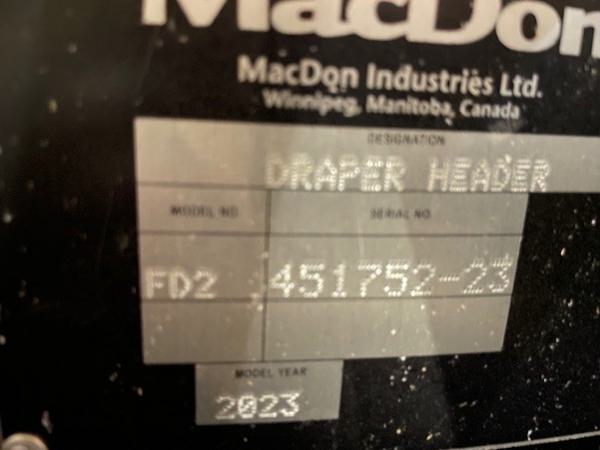 MacDon
MacDon Industries Ltd.
Winnipeg, Manitoba, Canada
DESIGNATION
DRAPER HEADER
MODEL NO. SERIAL NO.
FD2 451752-23
MODEL YEAR
2023